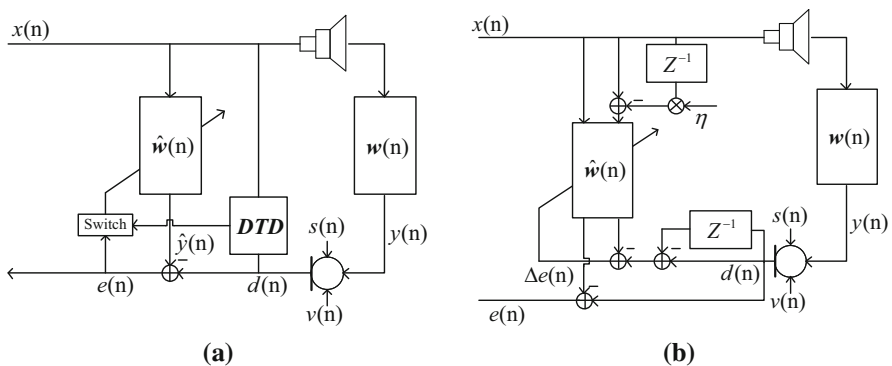 x(n)
ŵ(n)
w(n)
Switch
DTD
ŷ(n)
s(n)
y(n)
−
e(n)
d(n)
v(n)
(a)
x(n)
Z⁻¹
−
η
ŵ(n)
w(n)
Z⁻¹
s(n)
y(n)
−
−
Δe(n)
d(n)
v(n)
−
e(n)
(b)